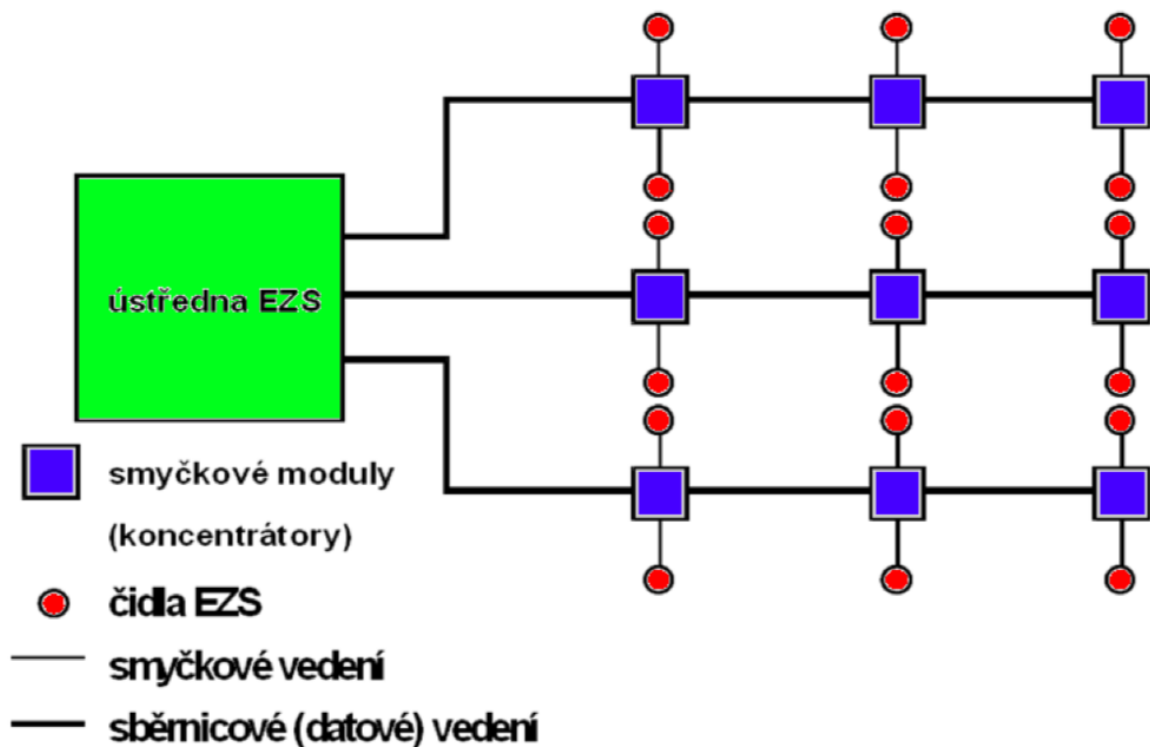 ústředna EZS
smyčkové moduly
(koncentrátory)
čidla EZS
smyčkové vedení
sběrnicové (datové) vedení